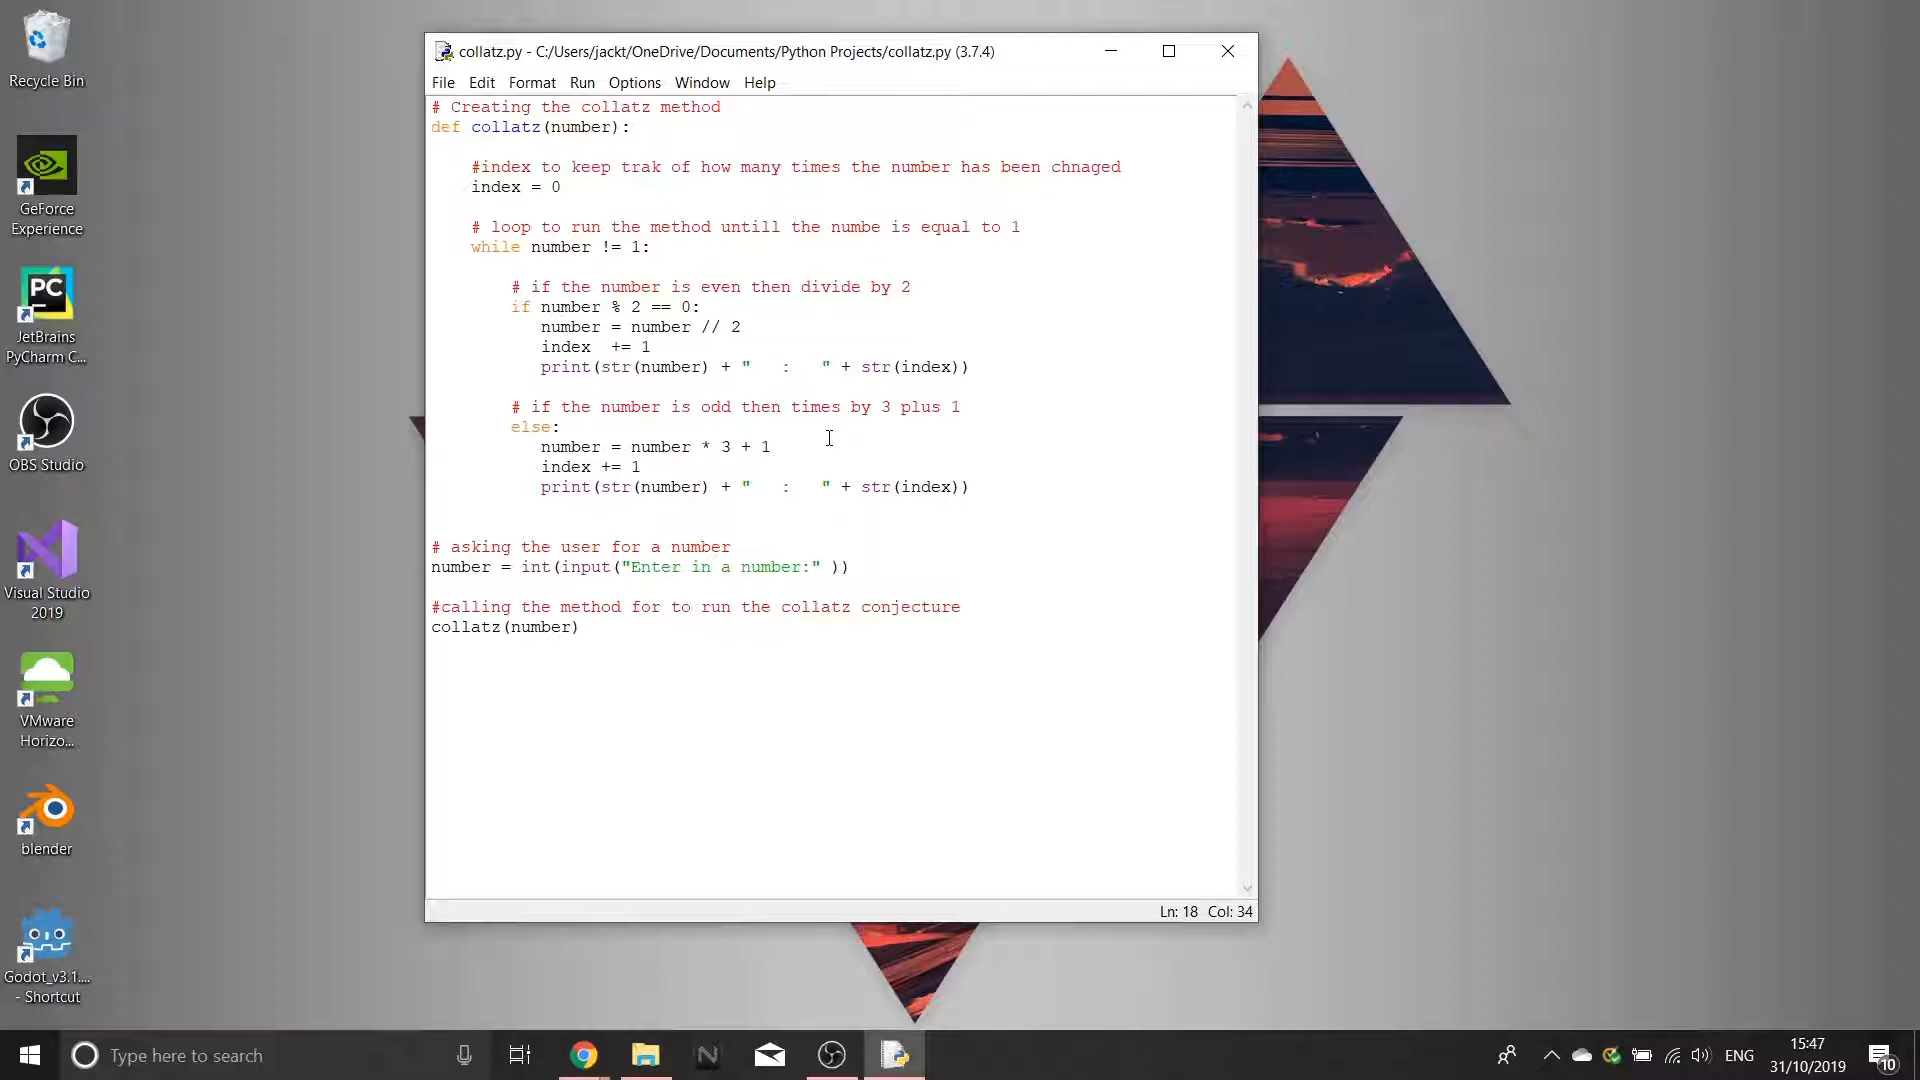 collatz.py - C:/Users/jackt/OneDrive/Documents/Python Projects/collatz.py (3.7.4)
File Edit Format Run Options Window Help
# Creating the collatz method
def collatz(number):
#index to keep trak of how many times the number has been chnaged
index = 0
# loop to run the method untill the numbe is equal to 1
while number != 1:
# if the number is even then divide by 2
if number % 2 == 0:
number = number // 2
index  += 1
print(str(number) + "   :   " + str(index))
# if the number is odd then times by 3 plus 1
else:
number = number * 3 + 1
index += 1
print(str(number) + "   :   " + str(index))
# asking the user for a number
number = int(input("Enter in a number:" ))
#calling the method for to run the collatz conjecture
collatz(number)
Ln: 18 Col: 34
Recycle Bin
GeForce
Experience
PC
JetBrains
PyCharm C...
OBS Studio
Visual Studio
2019
VMware
Horizo...
blender
Godot_v3.1....
- Shortcut
Type here to search
N
ENG
15:47
31/10/2019
10